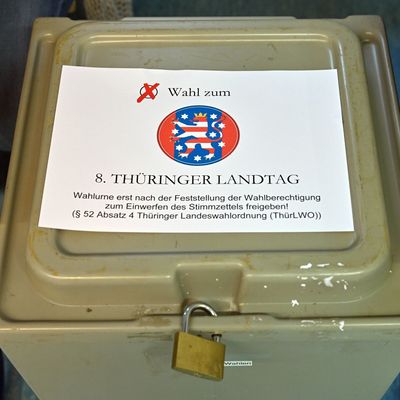 Wahl zum
8. THÜRINGER LANDTAG
Wahlurne erst nach der Feststellung der Wahlberechtigung
zum Einwerfen des Stimmzettels freigeben!
(§ 52 Absatz 4 Thüringer Landeswahlordnung (ThürLWO))
Wahlen